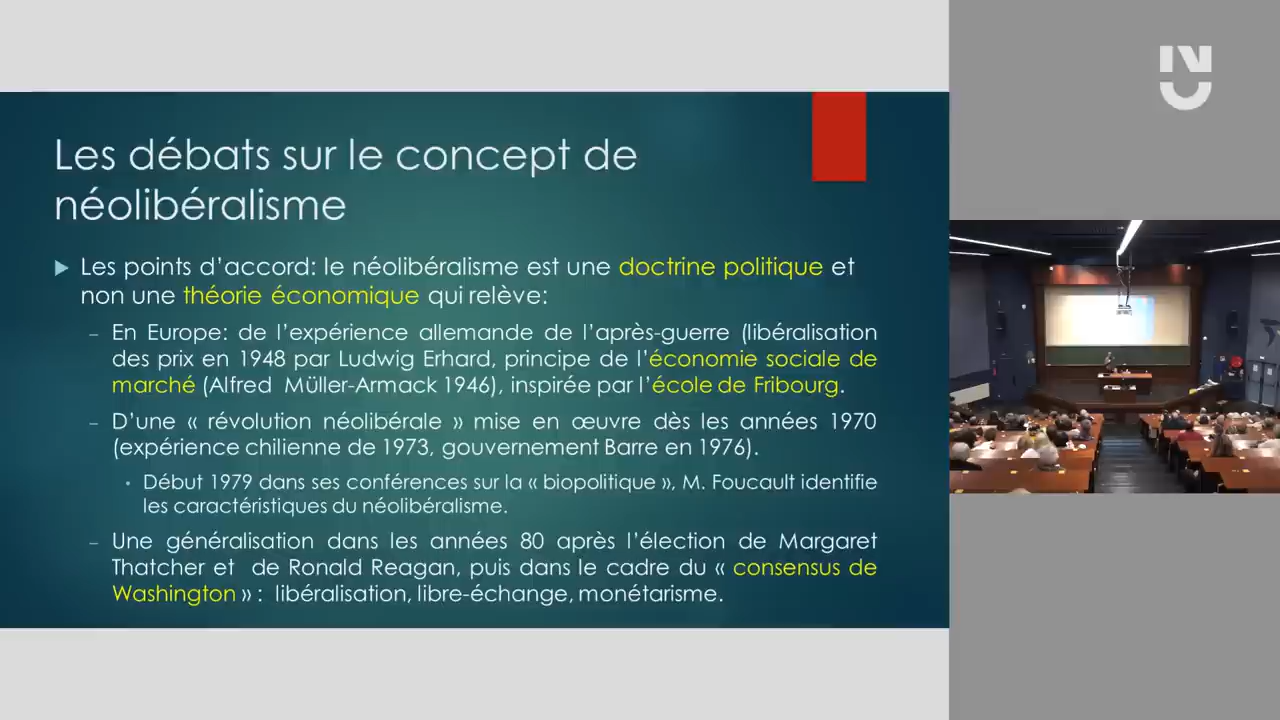 Les débats sur le concept de
néolibéralisme
Les points d'accord: le néolibéralisme est une doctrine politique et
non une théorie économique qui relève:
– En Europe: de l'expérience allemande de l'après-guerre (libéralisation
des prix en 1948 par Ludwig Erhard, principe de l'économie sociale de
marché (Alfred Müller-Armack 1946), inspirée par l'école de Fribourg.
– D'une « révolution néolibérale » mise en œuvre dès les années 1970
(expérience chilienne de 1973, gouvernement Barre en 1976).
• Début 1979 dans ses conférences sur la « biopolitique », M. Foucault identifie
les caractéristiques du néolibéralisme.
– Une généralisation dans les années 80 après l'élection de Margaret
Thatcher et de Ronald Reagan, puis dans le cadre du « consensus de
Washington » : libéralisation, libre-échange, monétarisme.